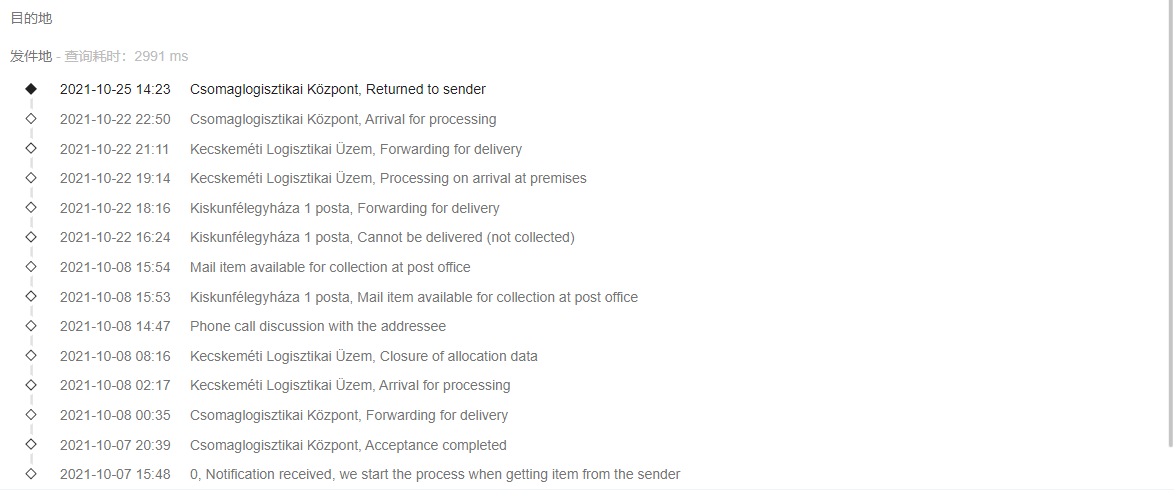 目的地
发件地 - 查询耗时：2991 ms
2021-10-25 14:23 Csomaglogisztikai Központ, Returned to sender
2021-10-22 22:50 Csomaglogisztikai Központ, Arrival for processing
2021-10-22 21:11 Kecskeméti Logisztikai Üzem, Forwarding for delivery
2021-10-22 19:14 Kecskeméti Logisztikai Üzem, Processing on arrival at premises
2021-10-22 18:16 Kiskunfélegyháza 1 posta, Forwarding for delivery
2021-10-22 16:24 Kiskunfélegyháza 1 posta, Cannot be delivered (not collected)
2021-10-08 15:54 Mail item available for collection at post office
2021-10-08 15:53 Kiskunfélegyháza 1 posta, Mail item available for collection at post office
2021-10-08 14:47 Phone call discussion with the addressee
2021-10-08 08:16 Kecskeméti Logisztikai Üzem, Closure of allocation data
2021-10-08 02:17 Kecskeméti Logisztikai Üzem, Arrival for processing
2021-10-08 00:35 Csomaglogisztikai Központ, Forwarding for delivery
2021-10-07 20:39 Csomaglogisztikai Központ, Acceptance completed
2021-10-07 15:48 0, Notification received, we start the process when getting item from the sender